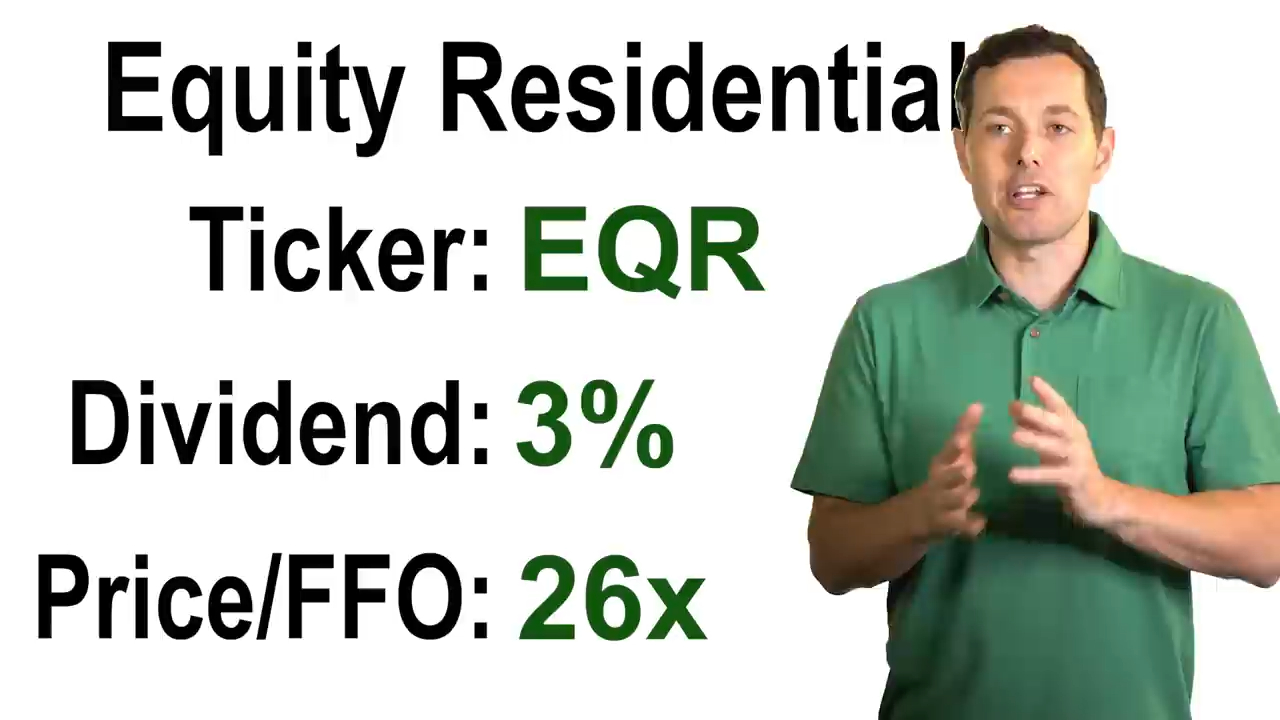 Equity Residential
Ticker: EQR
Dividend: 3%
Price/FFO: 26x